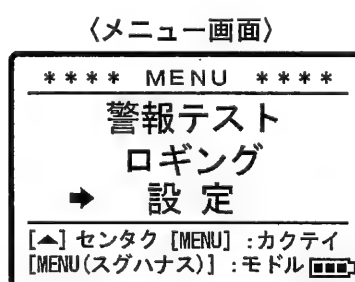 〈メニュー画面〉
**** MENU ****
警報テスト
ロギング
➡ 設定
[▲] センタク [MENU] :カクテイ
[MENU(スグハナス)] :モドル